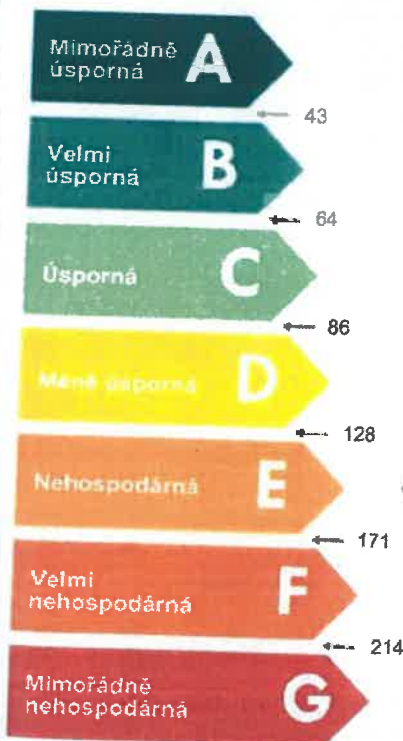 Mimořádně
úsporná
A
43
Velmi
úsporná
B
64
Úsporná
C
86
Méně úsporná
D
128
Nehospodárná
E
171
Velmi
nehospodárná
F
214
Mimořádně
nehospodárná
G